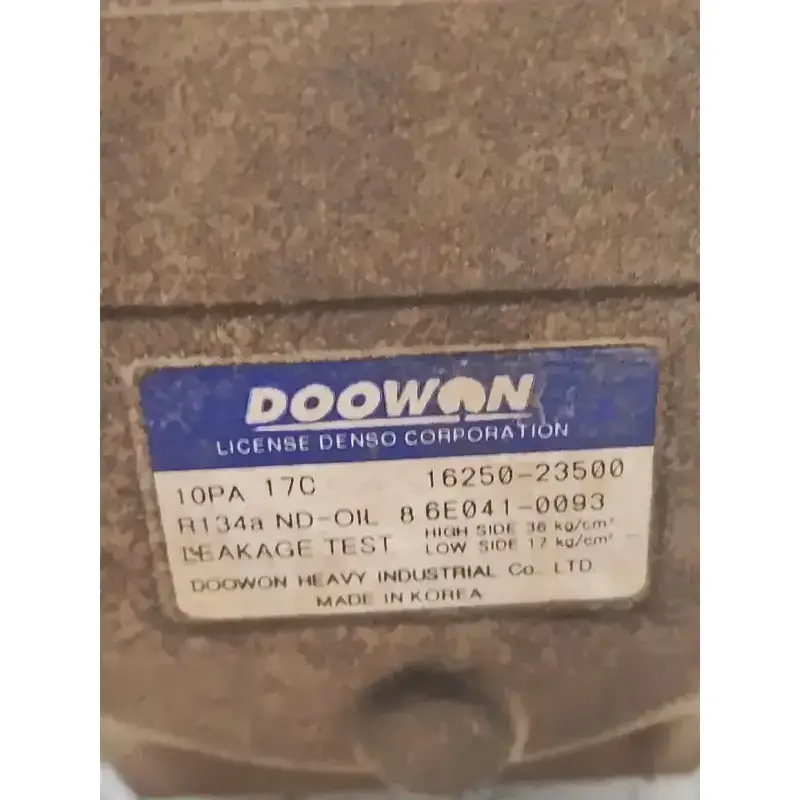 DOOWON
LICENSE DENSO CORPORATION
10PA 17C 16250-23500
R134a ND-OIL 8 6E041-0093
LEAKAGE TEST HIGH SIDE 36 kg/cm²
LOW SIDE 17 kg/cm²
DOOWON HEAVY INDUSTRIAL Co. LTD
MADE IN KOREA